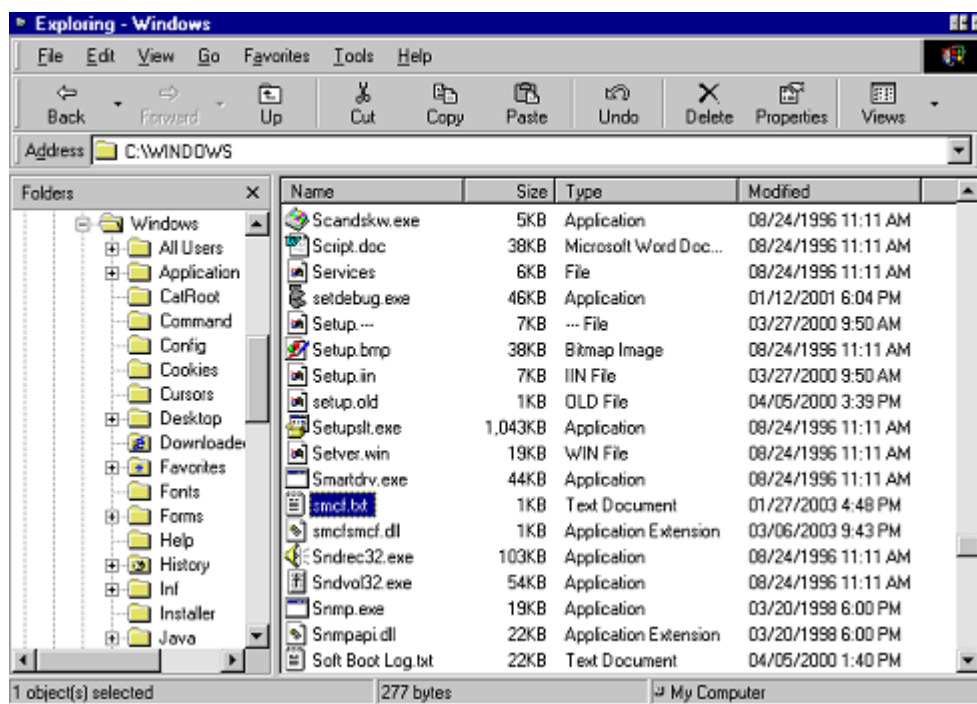 Exploring - Windows
File Edit View Go Favorites Tools Help
Back Forward Up Cut Copy Paste Undo Delete Properties Views
Address C:\WINDOWS
Folders
Windows
All Users
Application
CatRoot
Command
Config
Cookies
Cursors
Desktop
Downloade
Favorites
Fonts
Forms
Help
History
Inf
Installer
Java
Name Size Type Modified
Scandskw.exe 5KB Application 08/24/1996 11:11 AM
Script.doc 38KB Microsoft Word Doc... 08/24/1996 11:11 AM
Services 6KB File 08/24/1996 11:11 AM
setdebug.exe 46KB Application 01/12/2001 6:04 PM
Setup.--- 7KB --- File 03/27/2000 9:50 AM
Setup.bmp 38KB Bitmap Image 08/24/1996 11:11 AM
Setup.iin 7KB IIN File 03/27/2000 9:50 AM
setup.old 1KB OLD File 04/05/2000 3:39 PM
Setupslt.exe 1,043KB Application 08/24/1996 11:11 AM
Setver.win 19KB WIN File 08/24/1996 11:11 AM
Smartdrv.exe 44KB Application 08/24/1996 11:11 AM
smcf.txt 1KB Text Document 01/27/2003 4:48 PM
smcfsmcf.dll 1KB Application Extension 03/06/2003 9:43 PM
Sndrec32.exe 103KB Application 08/24/1996 11:11 AM
Sndvol32.exe 54KB Application 08/24/1996 11:11 AM
Snmp.exe 19KB Application 03/20/1998 6:00 PM
Snmpapi.dll 22KB Application Extension 03/20/1998 6:00 PM
Soft Boot Log.txt 22KB Text Document 04/05/2000 1:40 PM
1 object(s) selected 277 bytes My Computer